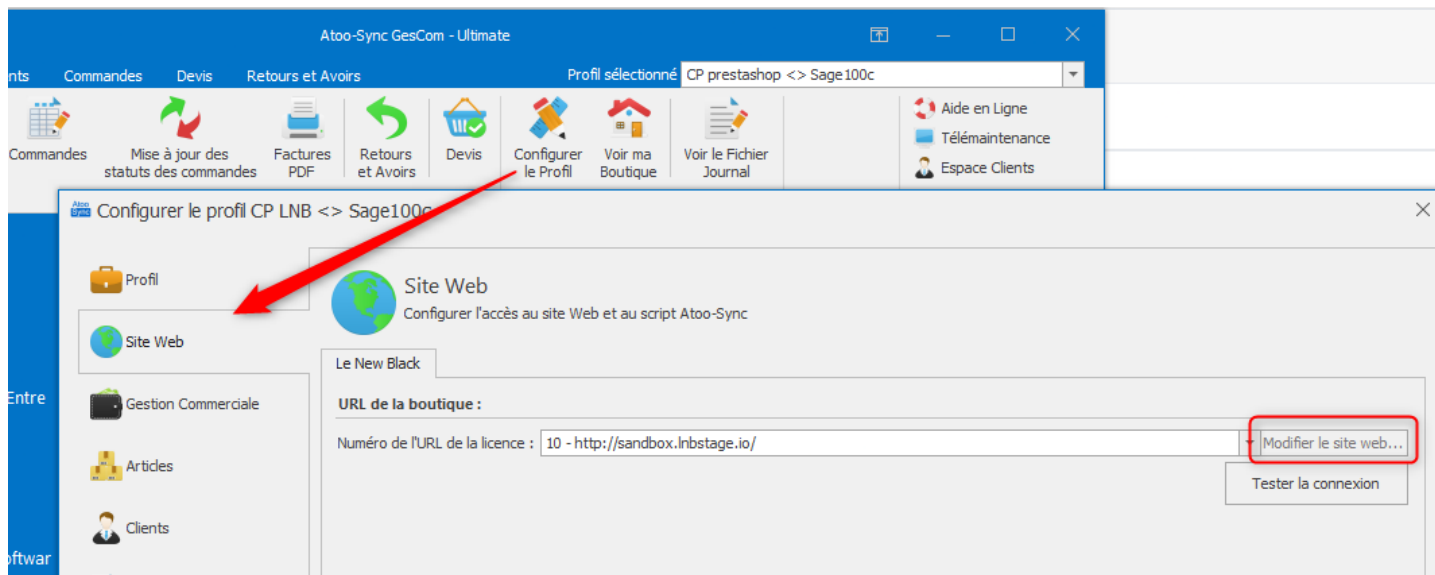 Atoo-Sync GesCom - Ultimate
nts Commandes Devis Retours et Avoirs Profil sélectionné CP prestashop <> Sage100c
Commandes
Mise à jour des
statuts des commandes
Factures
PDF
Retours
et Avoirs
Devis
Configurer
le Profil
Voir ma
Boutique
Voir le Fichier
Journal
Aide en Ligne
Télémaintenance
Espace Clients
Atoo
Sync
Configurer le profil CP LNB <> Sage100c
Profil
Site Web
Gestion Commerciale
Articles
Clients
Entre
oftwar
Site Web
Configurer l'accès au site Web et au script Atoo-Sync
Le New Black
URL de la boutique :
Numéro de l'URL de la licence : 10 - http://sandbox.lnbstage.io/ Modifier le site web...
Tester la connexion